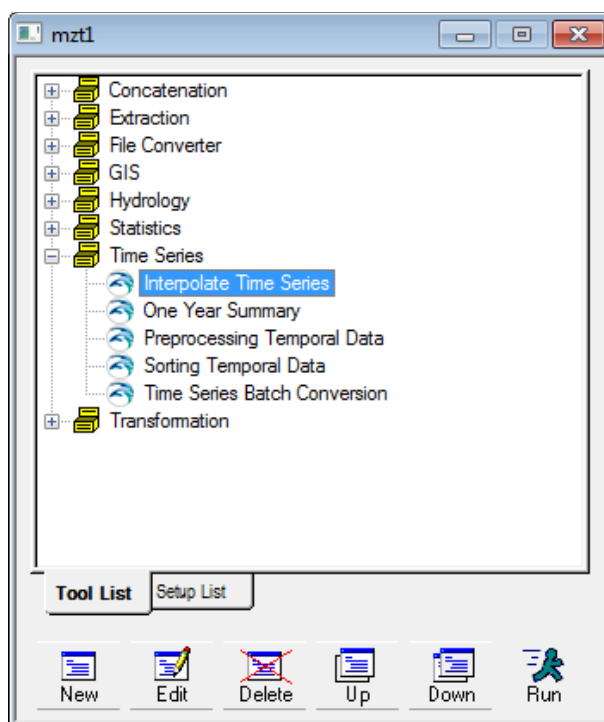 mzt1
Concatenation
Extraction
File Converter
GIS
Hydrology
Statistics
Time Series
Interpolate Time Series
One Year Summary
Preprocessing Temporal Data
Sorting Temporal Data
Time Series Batch Conversion
Transformation
Tool List Setup List
New Edit Delete Up Down Run